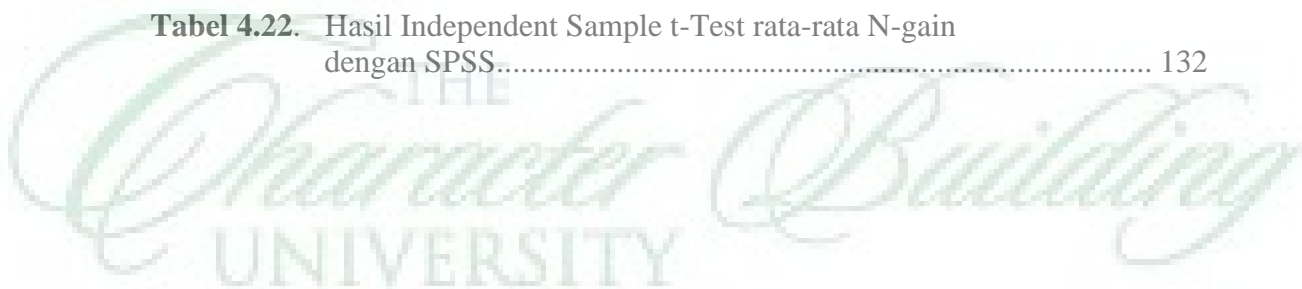 Tabel 4.22. Hasil Independent Sample t-Test rata-rata N-gain
dengan SPSS.................................................................................. 132
THE
Character Building
UNIVERSITY